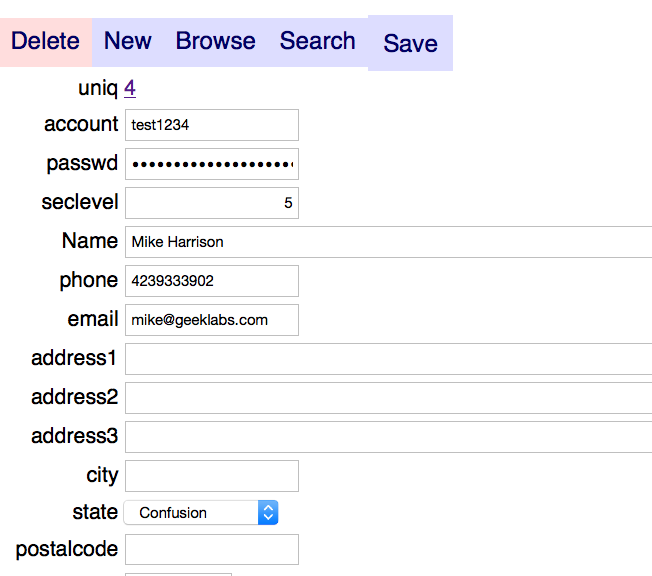 Delete New Browse Search Save
uniq 4
account test1234
passwd ••••••••••••••••••••
seclevel 5
Name Mike Harrison
phone 4239333902
email mike@geeklabs.com
address1
address2
address3
city
state Confusion
postalcode